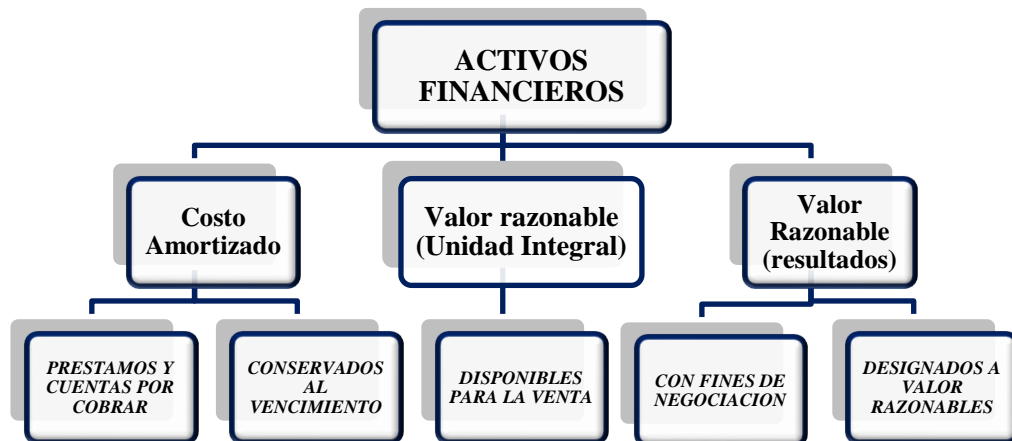 ACTIVOS
FINANCIEROS
Costo
Amortizado
Valor razonable
(Unidad Integral)
Valor
Razonable
(resultados)
PRESTAMOS Y
CUENTAS POR
COBRAR
CONSERVADOS
AL
VENCIMIENTO
DISPONIBLES
PARA LA VENTA
CON FINES DE
NEGOCIACION
DESIGNADOS A
VALOR
RAZONABLES